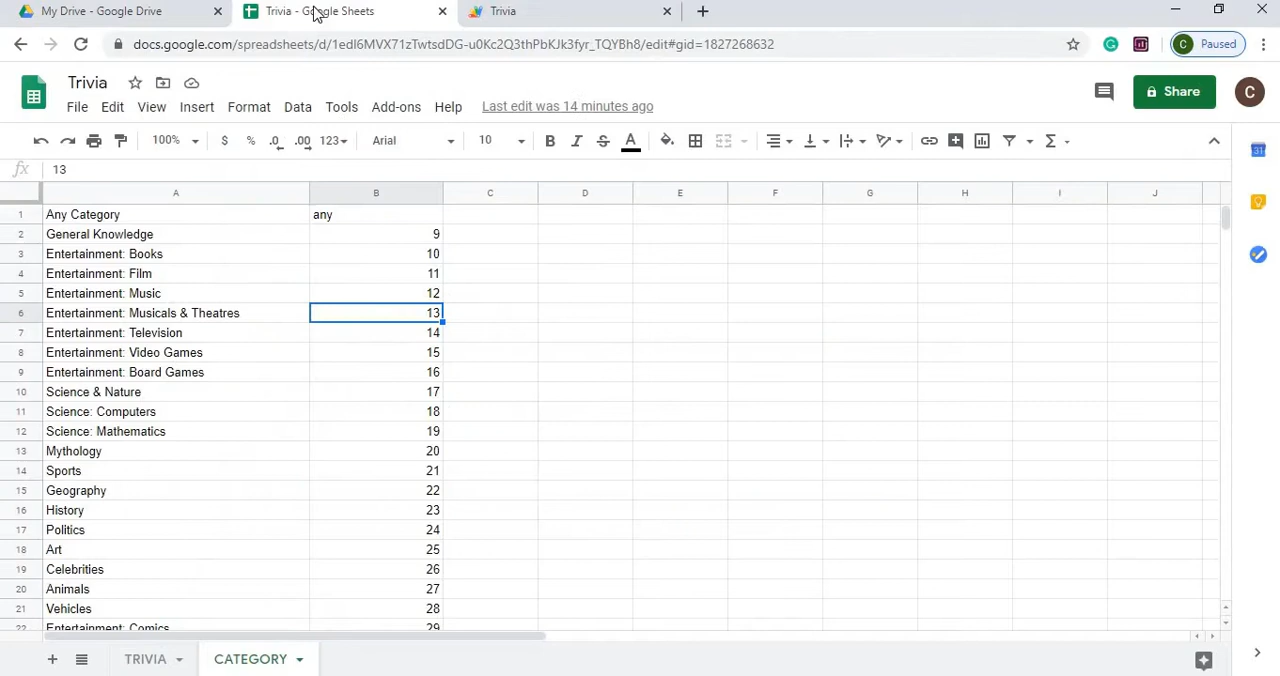 My Drive - Google Drive
Trivia - Google Sheets
Trivia
docs.google.com/spreadsheets/d/1edI6MVX71zTwtsdDG-u0Kc2Q3thPbKJk3fyr_TQYBh8/edit#gid=1827268632
C Paused
Trivia
File Edit View Insert Format Data Tools Add-ons Help Last edit was 14 minutes ago
Share C
100% $ % .0 .00 123 Arial 10 B I S A Σ
fx 13
A B C D E F G H I J
1 Any Category any
2 General Knowledge 9
3 Entertainment: Books 10
4 Entertainment: Film 11
5 Entertainment: Music 12
6 Entertainment: Musicals & Theatres 13
7 Entertainment: Television 14
8 Entertainment: Video Games 15
9 Entertainment: Board Games 16
10 Science & Nature 17
11 Science: Computers 18
12 Science: Mathematics 19
13 Mythology 20
14 Sports 21
15 Geography 22
16 History 23
17 Politics 24
18 Art 25
19 Celebrities 26
20 Animals 27
21 Vehicles 28
22 Entertainment: Comics 29
TRIVIA CATEGORY
31